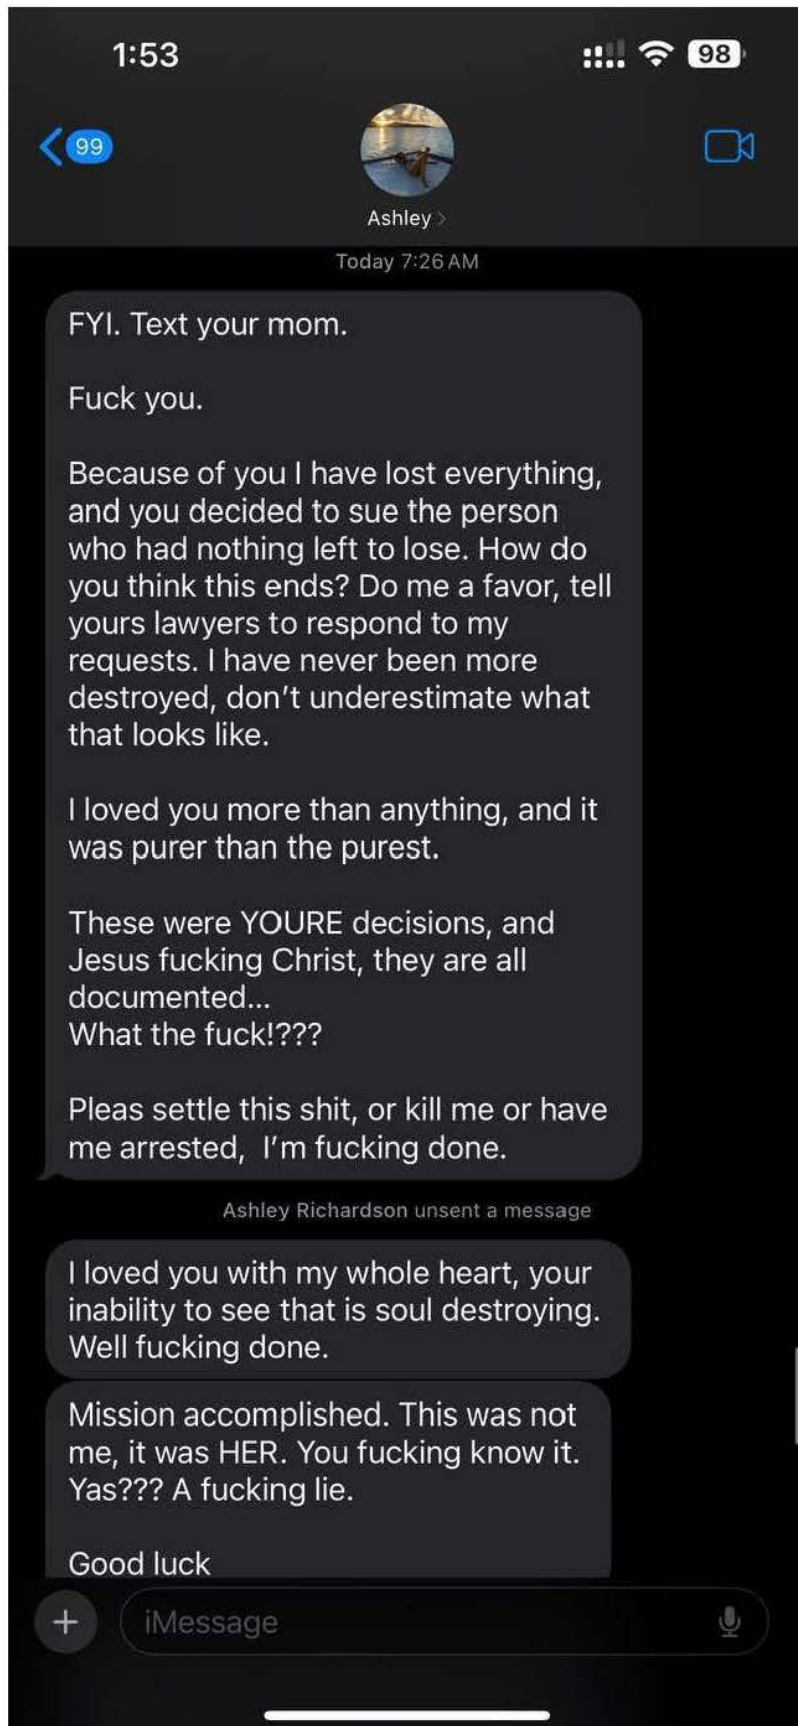 1:53
98
99
Ashley
Today 7:26 AM
FYI. Text your mom.
Fuck you.
Because of you I have lost everything,
and you decided to sue the person
who had nothing left to lose. How do
you think this ends? Do me a favor, tell
yours lawyers to respond to my
requests. I have never been more
destroyed, don't underestimate what
that looks like.
I loved you more than anything, and it
was purer than the purest.
These were YOURE decisions, and
Jesus fucking Christ, they are all
documented...
What the fuck!???
Pleas settle this shit, or kill me or have
me arrested,  I'm fucking done.
Ashley Richardson unsent a message
I loved you with my whole heart, your
inability to see that is soul destroying.
Well fucking done.
Mission accomplished. This was not
me, it was HER. You fucking know it.
Yas??? A fucking lie.
Good luck
iMessage